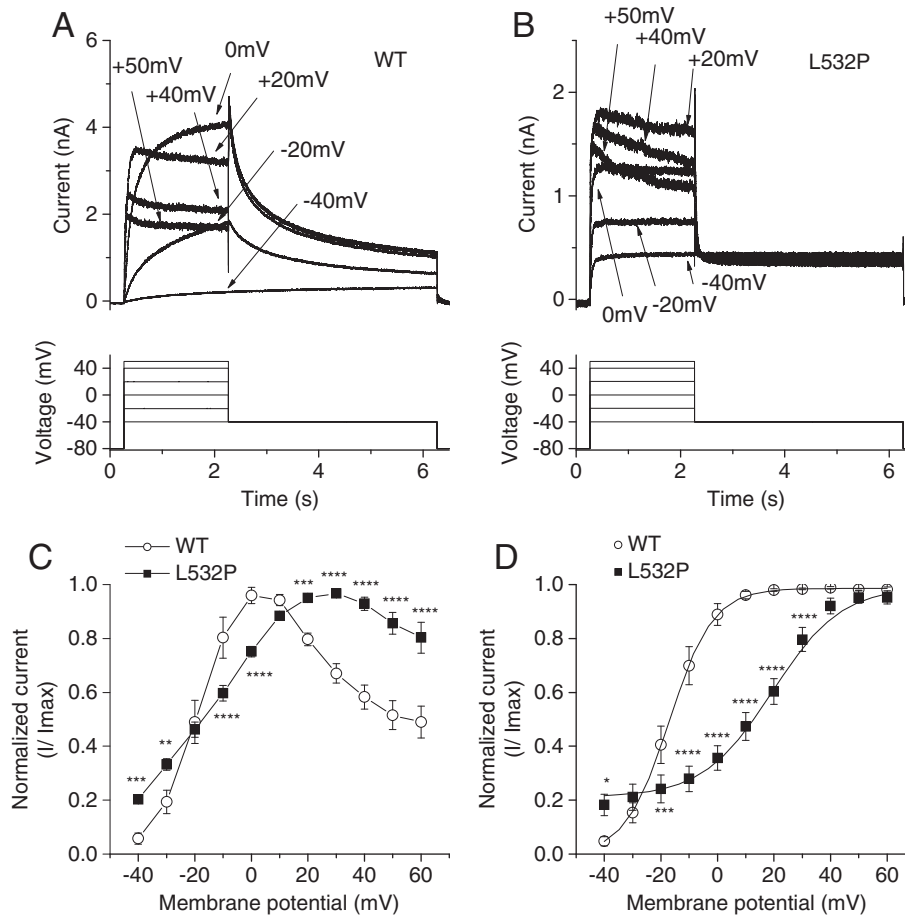 A
WT
6
4
2
0
Current (nA)
+50mV
+40mV
0mV
+20mV
-20mV
-40mV
Voltage (mV)
40
0
-40
-80
0
2
4
6
Time (s)
B
L532P
2
1
0
Current (nA)
+50mV
+40mV
+20mV
0mV
-20mV
-40mV
Voltage (mV)
40
0
-40
-80
0
2
4
6
Time (s)
C
WT
L532P
1.0
0.8
0.6
0.4
0.2
0.0
Normalized current
(I/ Imax)
***
**
****
****
***
****
****
****
****
-40
-20
0
20
40
60
Membrane potential (mV)
D
WT
L532P
1.0
0.8
0.6
0.4
0.2
0.0
Normalized current
(I/ Imax)
*
***
****
****
****
****
****
-40
-20
0
20
40
60
Membrane potential (mV)